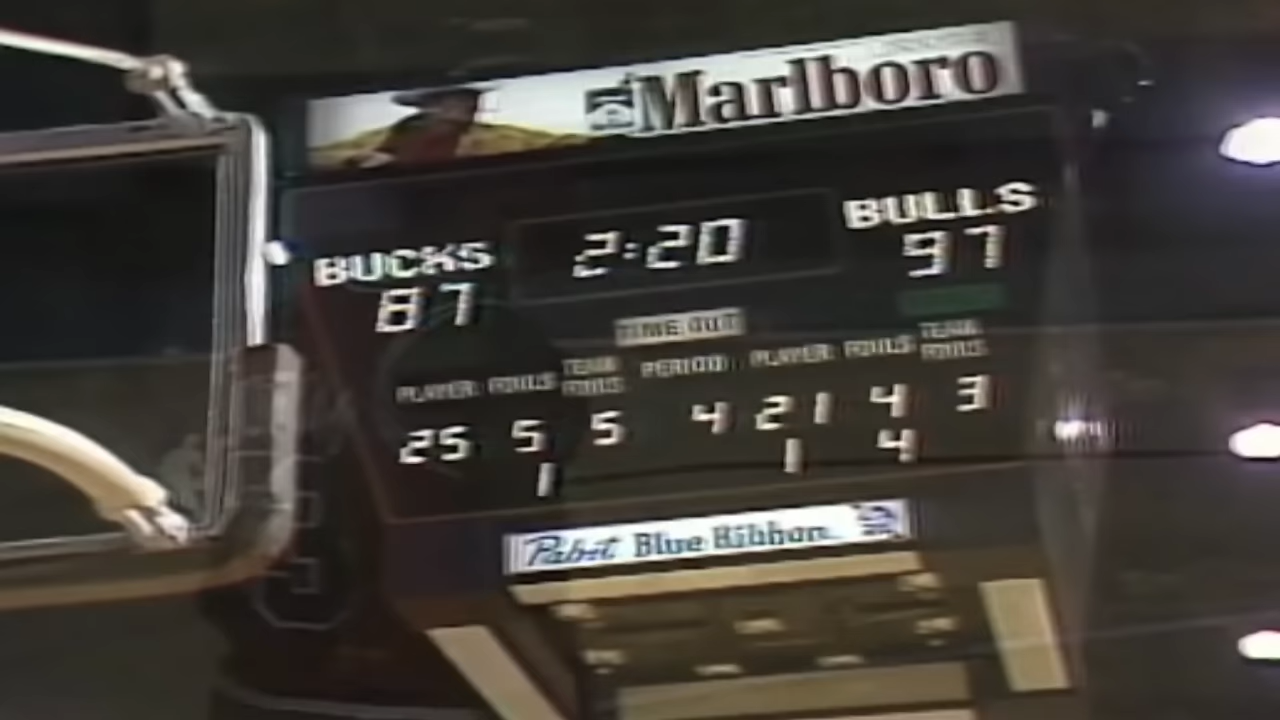 Marlboro
BUCKS 2:20 BULLS
87 97
TIME OUT
PLAYER FOULS TEAM FOULS PERIOD PLAYER FOULS TEAM FOULS
25 5 5 4 21 4 3
1 1 4
Pabst Blue Ribbon